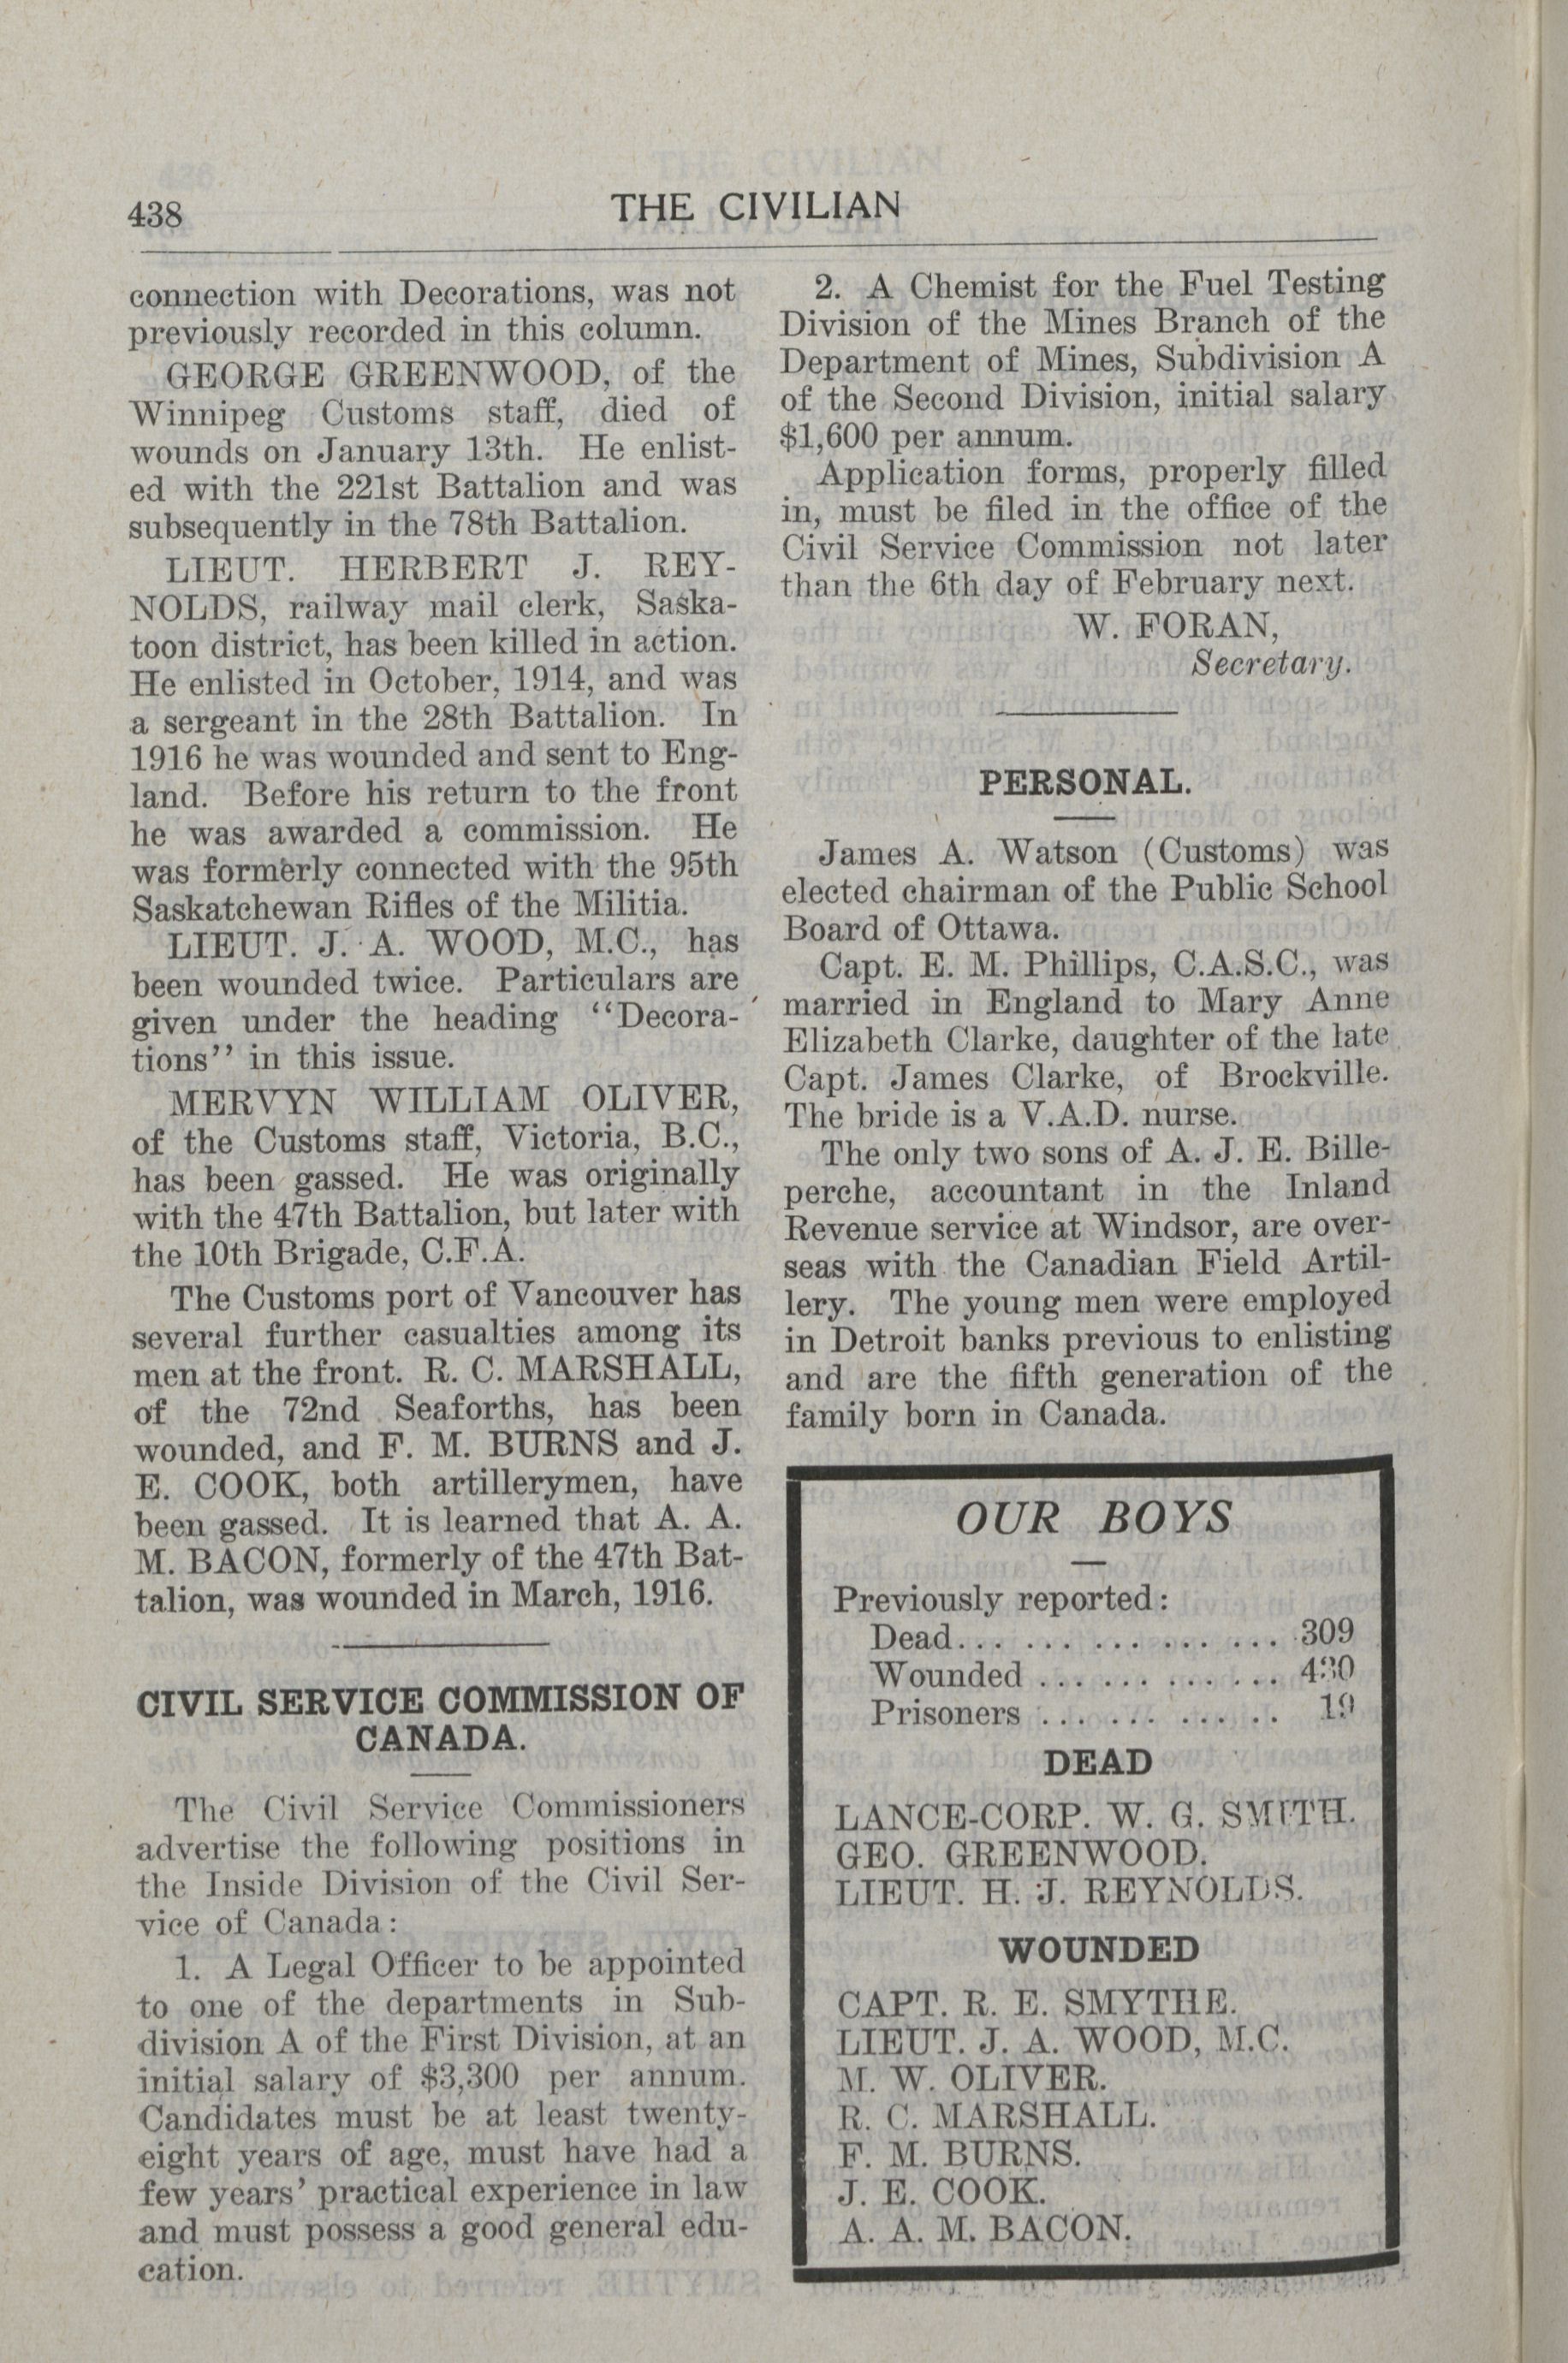 438
THE CIVILIAN
connection with Decorations, was not
previously recorded in this column.
GEORGE GREENWOOD, of the
Winnipeg Customs staff, died of
wounds on January 13th. He enlist-
ed with the 221st Battalion and was
subsequently in the 78th Battalion.
LIEUT. HERBERT J. REY-
NOLDS, railway mail clerk, Saska-
toon district, has been killed in action.
He enlisted in October, 1914, and was
a sergeant in the 28th Battalion. In
1916 he was wounded and sent to Eng-
land. Before his return to the front
he was awarded a commission. He
was formerly connected with the 95th
Saskatchewan Rifles of the Militia.
LIEUT. J. A. WOOD, M.C., has
been wounded twice. Particulars are
given under the heading ‘‘Decora-
tions’’ in this issue.
MERVYN WILLIAM OLIVER,
of the Customs staff, Victoria, B.C.,
has been gassed. He was originally
with the 47th Battalion, but later with
the 10th Brigade, C.F.A.
The Customs port of Vancouver has
several further casualties among its
men at the front. R. C. MARSHALL,
of the 72nd Seaforths, has been
wounded, and F. M. BURNS and J.
E. COOK, both artillerymen, have
been gassed. It is learned that A. A.
M. BACON, formerly of the 47th Bat-
talion, was wounded in March, 1916.
CIVIL SERVICE COMMISSION OF
CANADA.
The Civil Service Commissioners
advertise the following positions in
the Inside Division of the Civil Ser-
vice of Canada:
1. A Legal Officer to be appointed
to one of the departments in Sub-
division A of the First Division, at an
initial salary of $3,300 per annum.
Candidates must be at least twenty-
eight years of age, must have had a
few years’ practical experience in law
and must possess a good general edu-
cation.
2. A Chemist for the Fuel Testing
Division of the Mines Branch of the
Department of Mines, Subdivision A
of the Second Division, initial salary
$1,600 per annum.
Application forms, properly filled
in, must be filed in the office of the
Civil Service Commission not later
than the 6th day of February next.
W. FORAN,
Secretary.
PERSONAL.
James A. Watson (Customs) was
elected chairman of the Public School
Board of Ottawa.
Capt. E. M. Phillips, C.A.S.C., was
married in England to Mary Anne
Elizabeth Clarke, daughter of the late
Capt. James Clarke, of Brockville.
The bride is a V.A.D. nurse.
The only two sons of A. J. E. Bille-
perche, accountant in the Inland
Revenue service at Windsor, are over-
seas with the Canadian Field Artil-
lery. The young men were employed
in Detroit banks previous to enlisting
and are the fifth generation of the
family born in Canada.
OUR BOYS
Previously reported:
Dead... ... ... ... ... 309
Wounded ... ... ... ... 430
Prisoners ... ... ... .. 19
DEAD
LANCE-CORP. W. G. SMITH.
GEO. GREENWOOD.
LIEUT. H. J. REYNOLDS.
WOUNDED
CAPT. R. E. SMYTHE.
LIEUT. J. A. WOOD, M.C.
M. W. OLIVER.
R. C. MARSHALL.
F. M. BURNS.
J. E. COOK.
A. A. M. BACON.